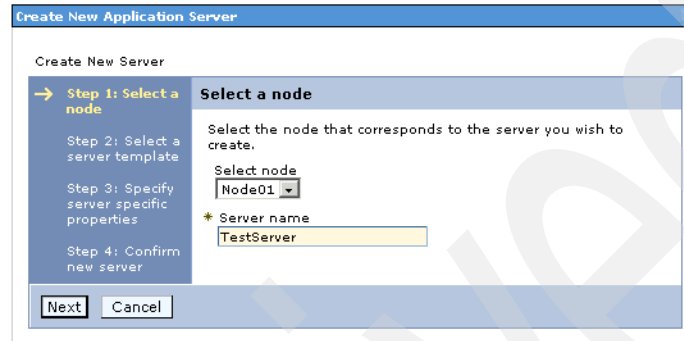 Create New Application Server
Create New Server
Step 1: Select a
node
Step 2: Select a
server template
Step 3: Specify
server specific
properties
Step 4: Confirm
new server
Select a node
Select the node that corresponds to the server you wish to
create.
Select node
Node01
* Server name
TestServer
Next
Cancel